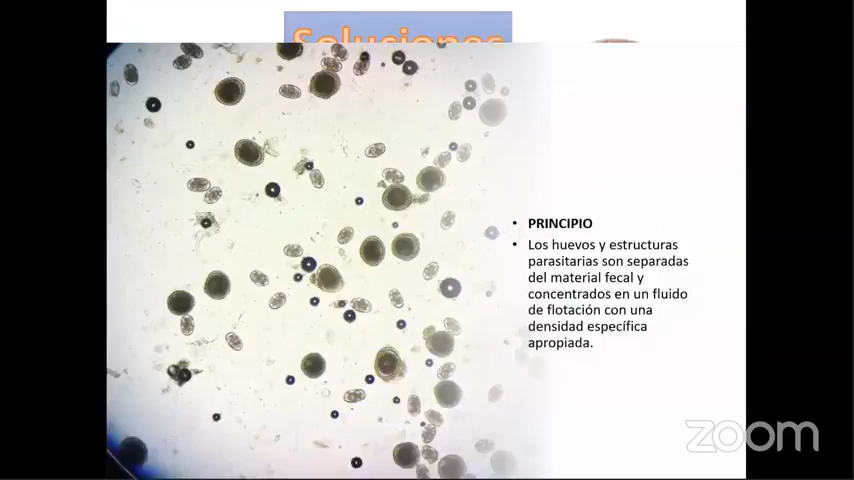 Soluciones
• PRINCIPIO
• Los huevos y estructuras
parasitarias son separadas
del material fecal y
concentrados en un fluido
de flotación con una
densidad específica
apropiada.
zoom